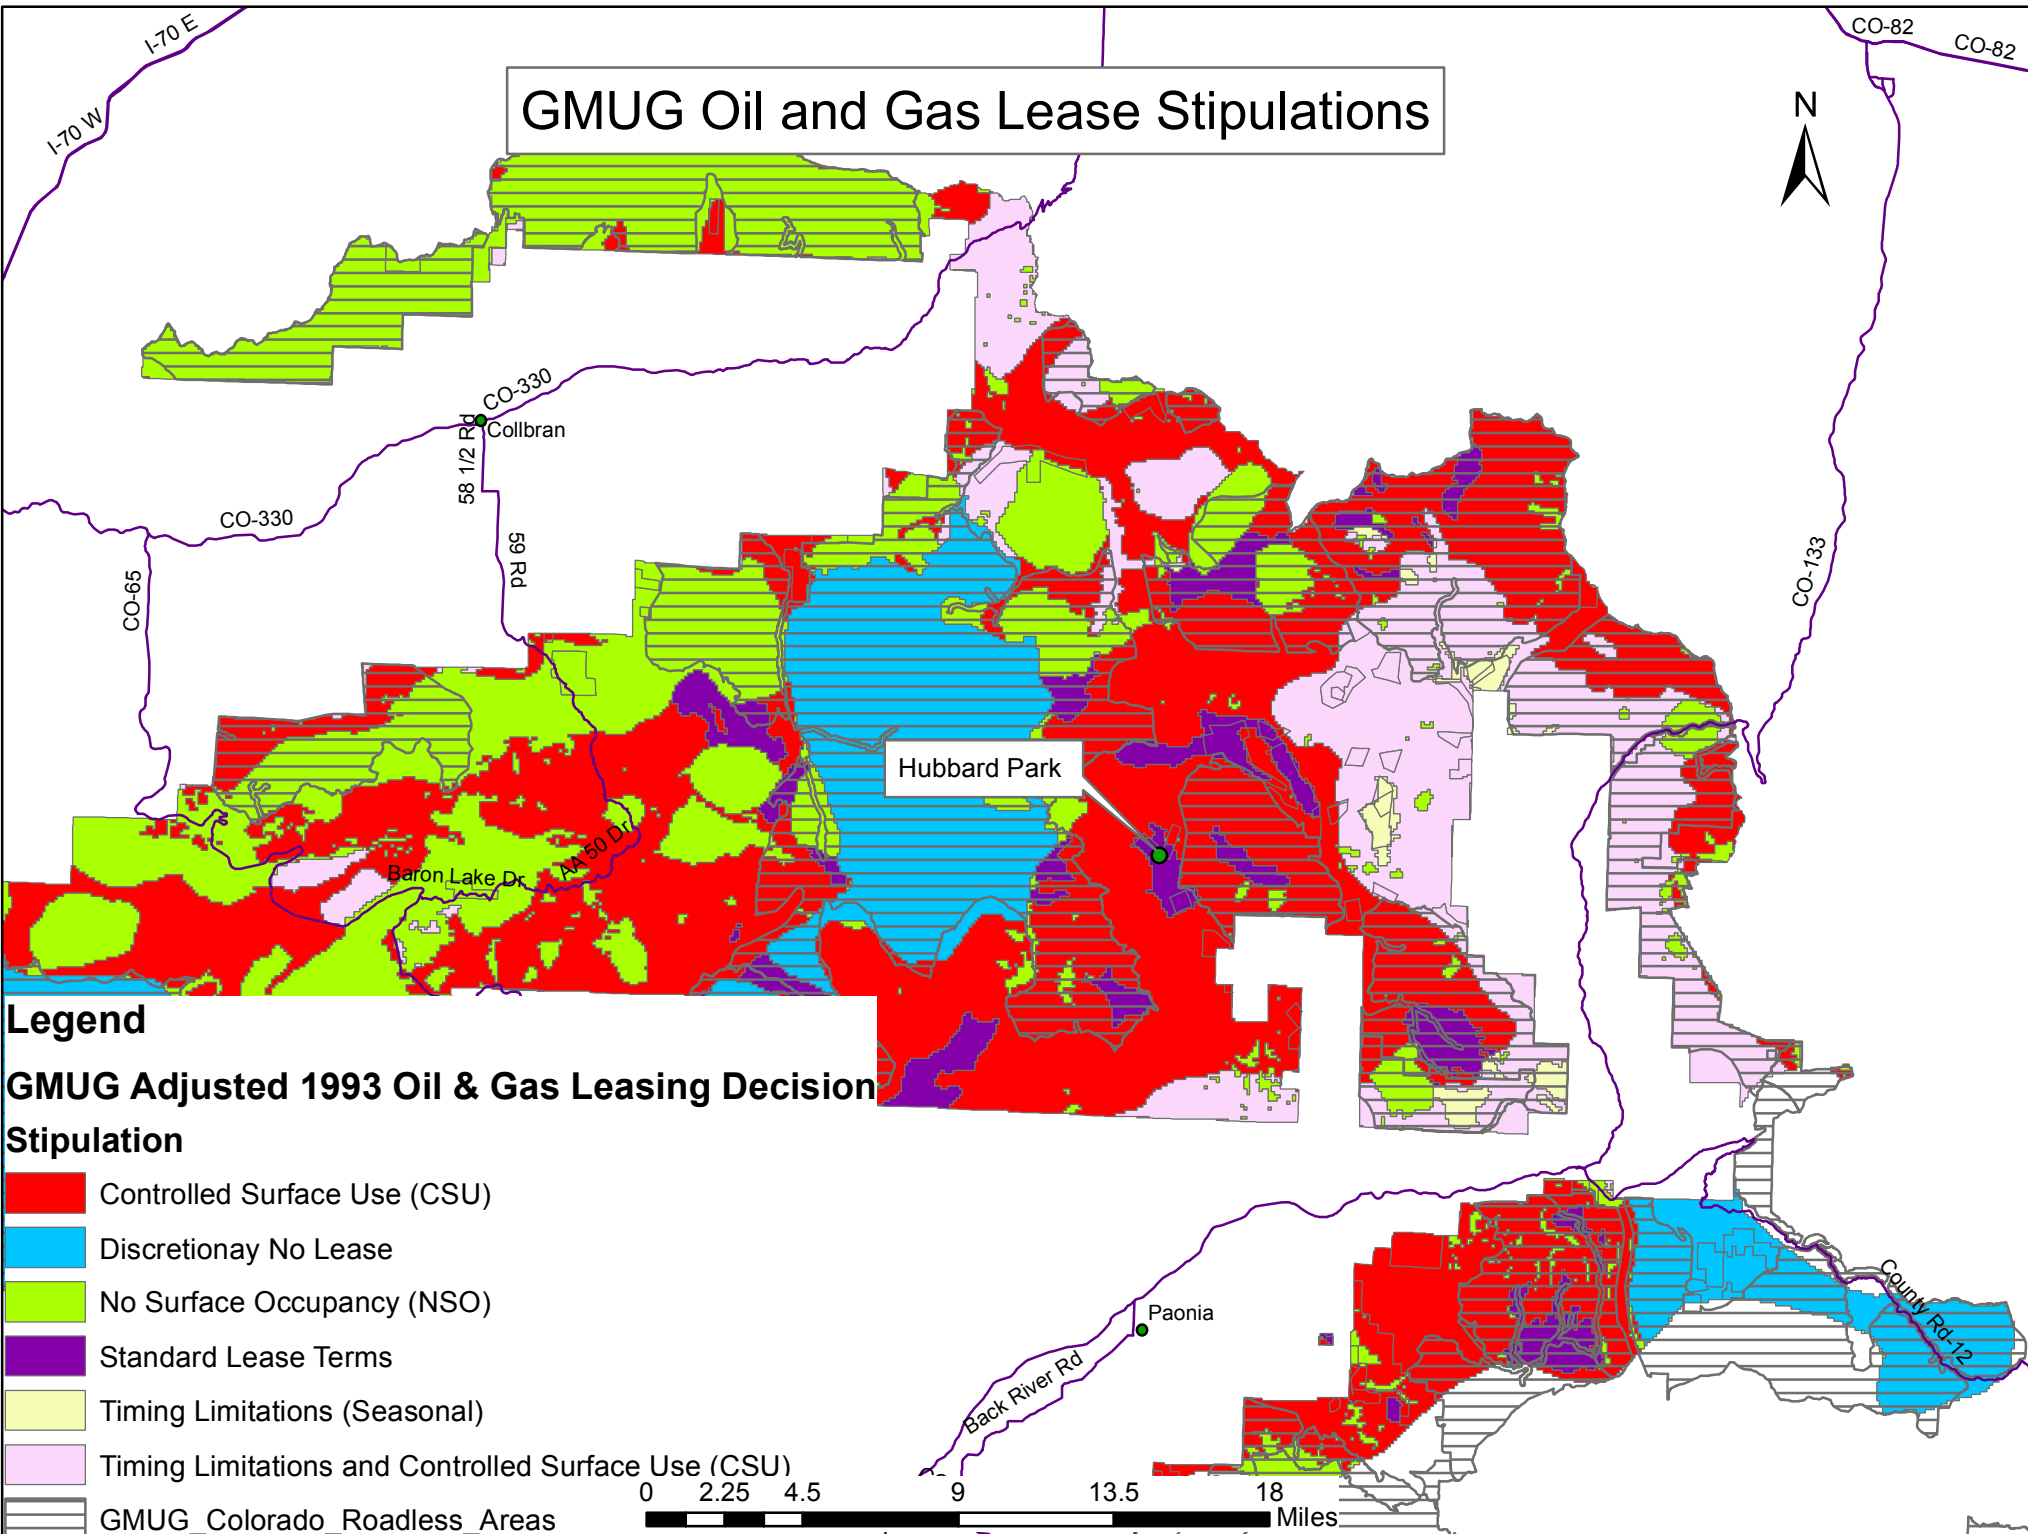 I-70 E
CO-82
CO-82
GMUG Oil and Gas Lease Stipulations
N
I-70 W
CO-330
Collbran
58 1/2 Rd
CO-330
59 Rd
CO-65
CO-133
Hubbard Park
AA 50 Dr
Baron Lake Dr
Legend
GMUG Adjusted 1993 Oil & Gas Leasing Decision
Stipulation
Controlled Surface Use (CSU)
Discretionay No Lease
No Surface Occupancy (NSO)
Standard Lease Terms
Timing Limitations (Seasonal)
Timing Limitations and Controlled Surface Use (CSU)
GMUG_Colorado_Roadless_Areas
County Rd-12
Paonia
Back River Rd
0 2.25 4.5 9 13.5 18
Miles